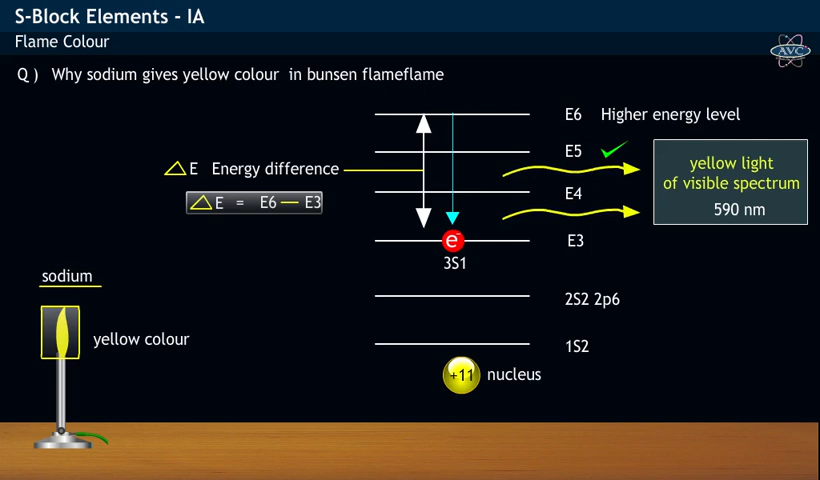 S-Block Elements - IA
Flame Colour
AVC
Q ) Why sodium gives yellow colour in bunsen flameflame
E6 Higher energy level
E5
△ E Energy difference
yellow light
of visible spectrum
590 nm
E4
△ E = E6 — E3
e-
E3
3S1
sodium
2S2 2p6
yellow colour
1S2
+11 nucleus